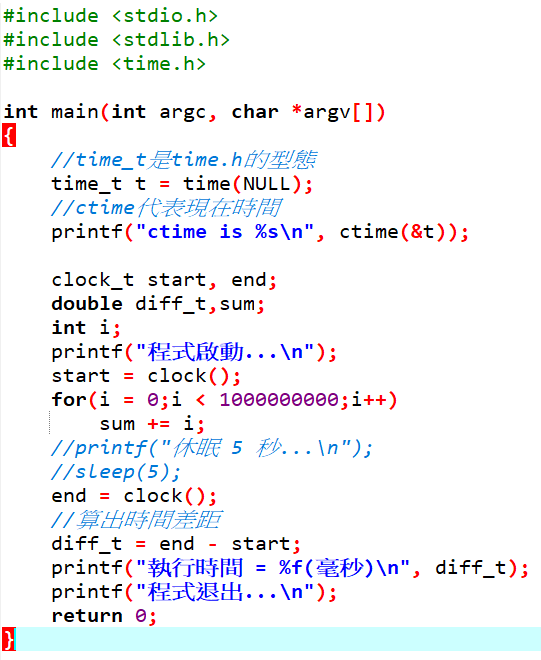 #include <stdio.h>
#include <stdlib.h>
#include <time.h>
int main(int argc, char *argv[])
{
//time_t是time.h的型態
time_t t = time(NULL);
//ctime代表現在時間
printf("ctime is %s\n", ctime(&t));
clock_t start, end;
double diff_t,sum;
int i;
printf("程式啟動...\n");
start = clock();
for(i = 0;i < 1000000000;i++)
sum += i;
//printf("休眠 5 秒...\n");
//sleep(5);
end = clock();
//算出時間差距
diff_t = end - start;
printf("執行時間 = %f(毫秒)\n", diff_t);
printf("程式退出...\n");
return 0;
}